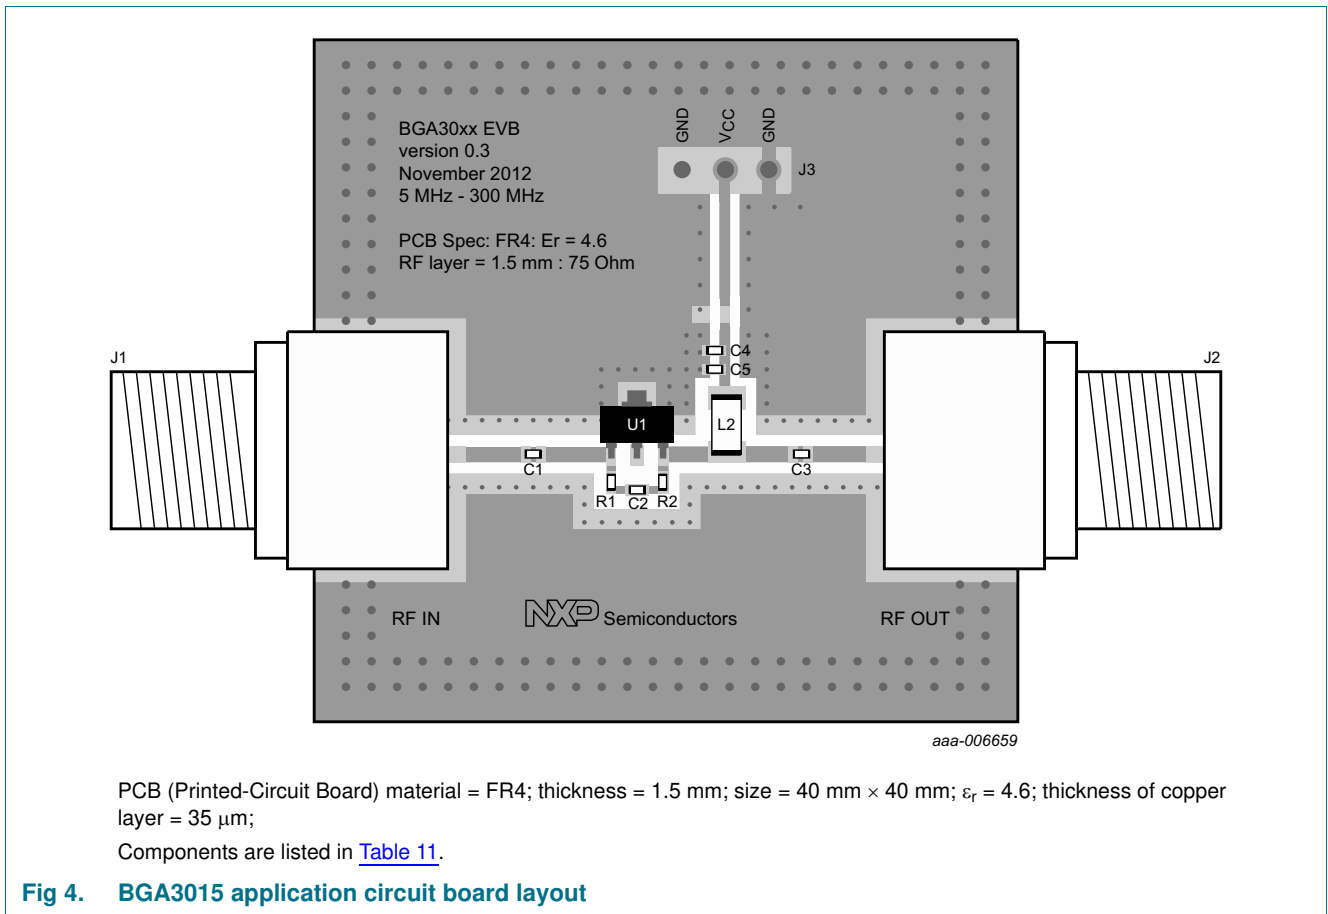 BGA30xx EVB
version 0.3
November 2012
5 MHz - 300 MHz
PCB Spec: FR4: Er = 4.6
RF layer = 1.5 mm : 75 Ohm
GND
VCC
GND
J3
J1
J2
C4
C5
U1
L2
C1
C3
R1
C2
R2
RF IN
NXP Semiconductors
RF OUT
aaa-006659
PCB (Printed-Circuit Board) material = FR4; thickness = 1.5 mm; size = 40 mm × 40 mm; εr = 4.6; thickness of copper
layer = 35 μm;
Components are listed in Table 11.
Fig 4. BGA3015 application circuit board layout